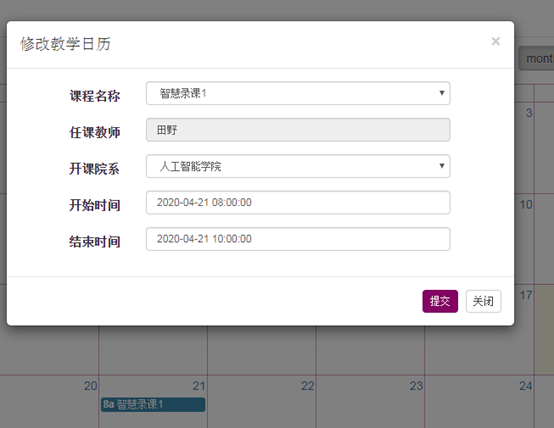 修改教学日历 ×
month
课程名称 智慧录课1
3
任课教师 田野
开课院系 人工智能学院
开始时间 2020-04-21 08:00:00
10
结束时间 2020-04-21 10:00:00
提交 关闭
17
20 21 22 23 24
8a 智慧录课1